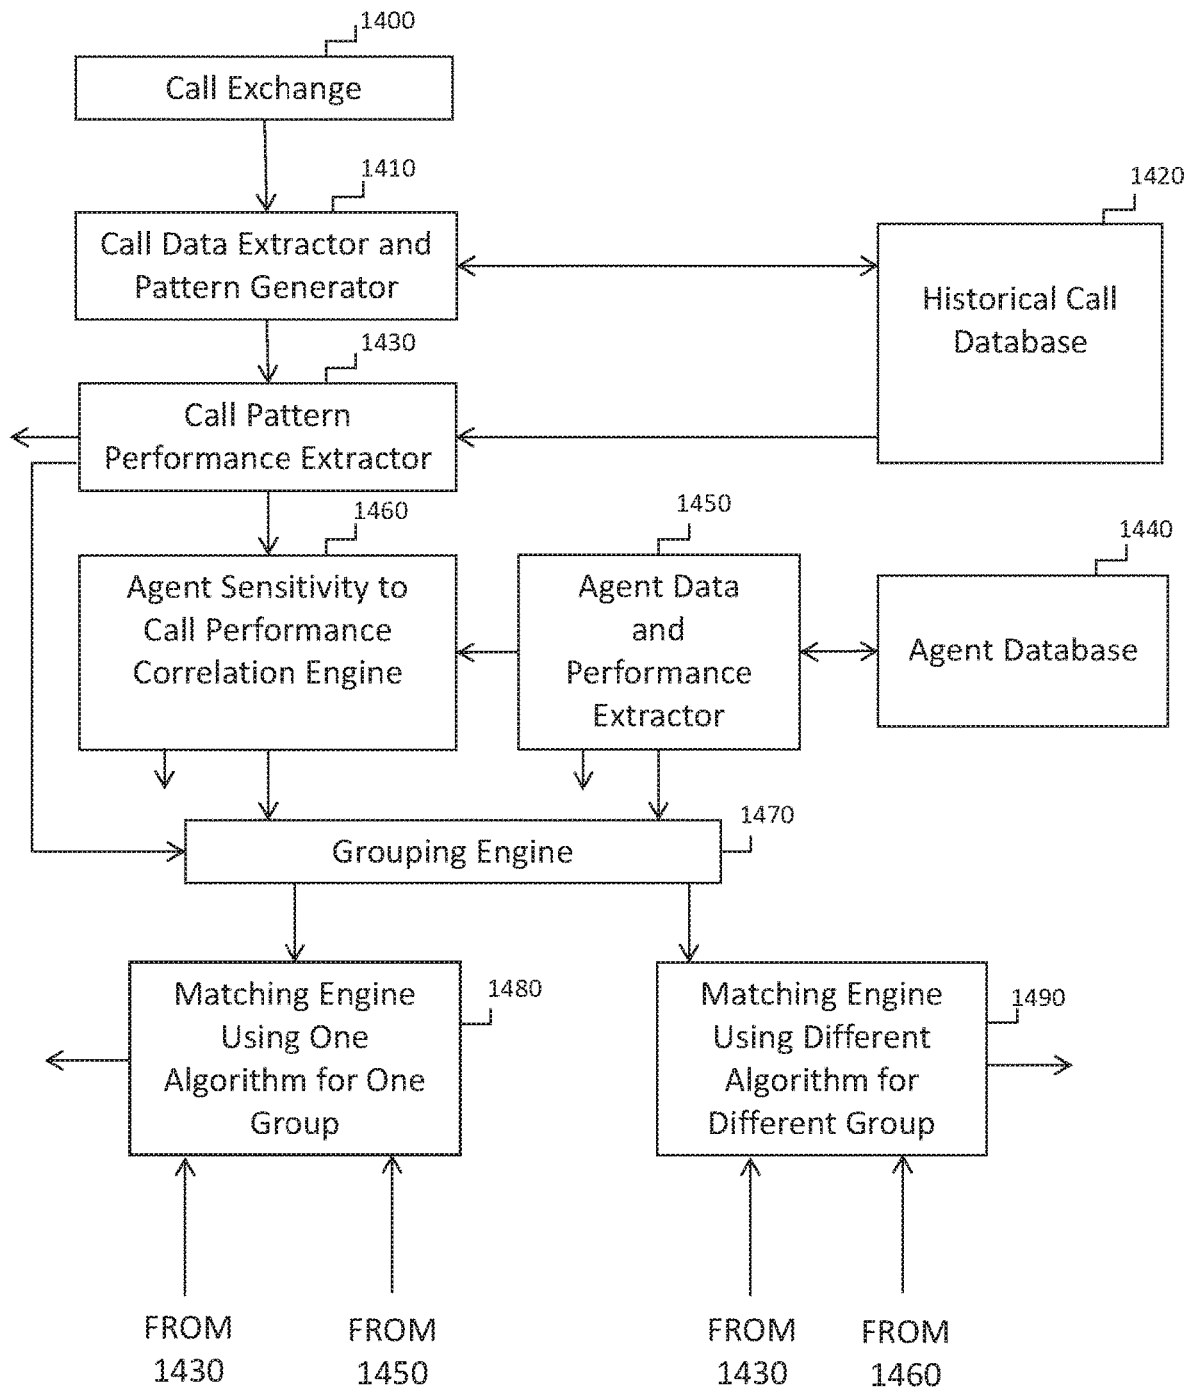 1400
Call Exchange
1410
Call Data Extractor and
Pattern Generator
1420
Historical Call
Database
1430
Call Pattern
Performance Extractor
1460
Agent Sensitivity to
Call Performance
Correlation Engine
1450
Agent Data
and
Performance
Extractor
1440
Agent Database
1470
Grouping Engine
1480
Matching Engine
Using One
Algorithm for One
Group
1490
Matching Engine
Using Different
Algorithm for
Different Group
FROM
1430
FROM
1450
FROM
1430
FROM
1460